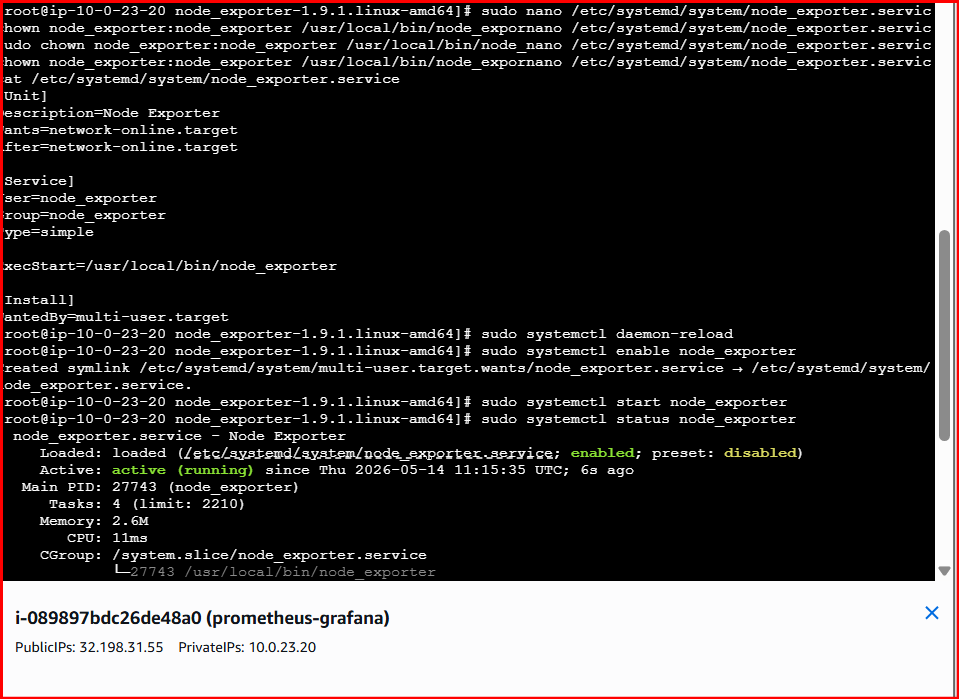 root@ip-10-0-23-20 node_exporter-1.9.1.linux-amd64]# sudo nano /etc/systemd/system/node_exporter.servic
hown node_exporter:node_exporter /usr/local/bin/node_expornano /etc/systemd/system/node_exporter.servic
udo chown node_exporter:node_exporter /usr/local/bin/node_nano /etc/systemd/system/node_exporter.servic
hown node_exporter:node_exporter /usr/local/bin/node_expornano /etc/systemd/system/node_exporter.servic
at /etc/systemd/system/node_exporter.service
Unit]
escription=Node Exporter
ants=network-online.target
fter=network-online.target
Service]
ser=node_exporter
roup=node_exporter
ype=simple
xecStart=/usr/local/bin/node_exporter
Install]
antedBy=multi-user.target
root@ip-10-0-23-20 node_exporter-1.9.1.linux-amd64]# sudo systemctl daemon-reload
root@ip-10-0-23-20 node_exporter-1.9.1.linux-amd64]# sudo systemctl enable node_exporter
reated symlink /etc/systemd/system/multi-user.target.wants/node_exporter.service → /etc/systemd/system/
ode_exporter.service.
root@ip-10-0-23-20 node_exporter-1.9.1.linux-amd64]# sudo systemctl start node_exporter
root@ip-10-0-23-20 node_exporter-1.9.1.linux-amd64]# sudo systemctl status node_exporter
node_exporter.service - Node Exporter
Loaded: loaded (/etc/systemd/system/node_exporter.service; enabled; preset: disabled)
Active: active (running) since Thu 2026-05-14 11:15:35 UTC; 6s ago
Main PID: 27743 (node_exporter)
Tasks: 4 (limit: 2210)
Memory: 2.6M
CPU: 11ms
CGroup: /system.slice/node_exporter.service
└─27743 /usr/local/bin/node_exporter
i-089897bdc26de48a0 (prometheus-grafana)
PublicIPs: 32.198.31.55 PrivateIPs: 10.0.23.20